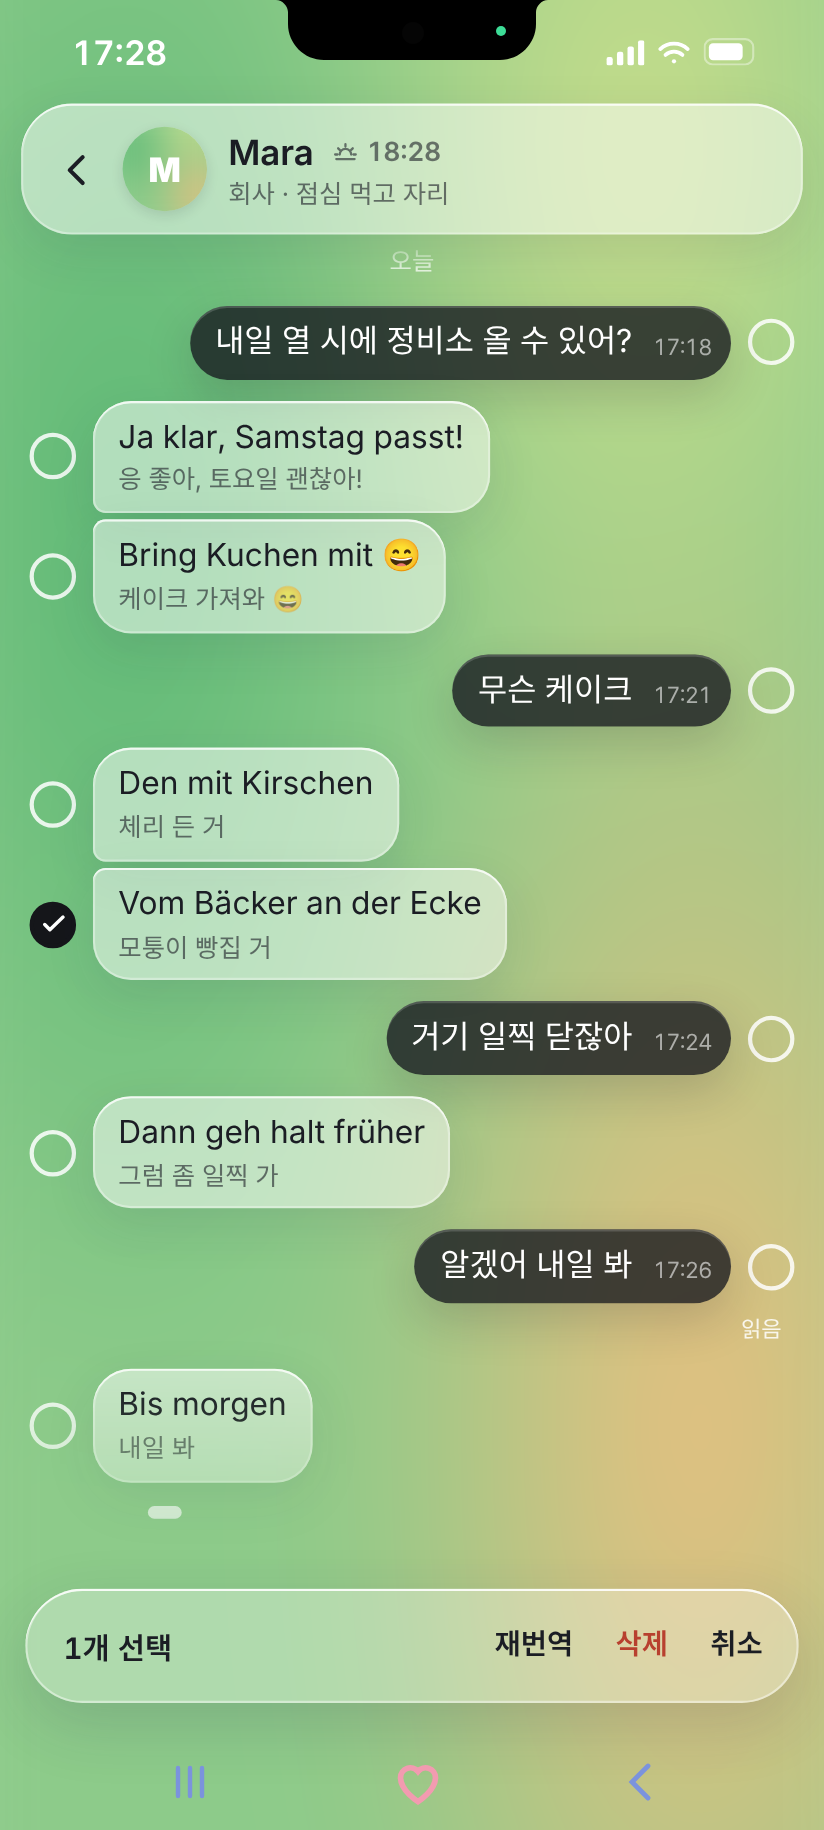 17:28
M
Mara 18:28
회사 · 점심 먹고 자리
오늘
내일 열 시에 정비소 올 수 있어? 17:18
Ja klar, Samstag passt!
응 좋아, 토요일 괜찮아!
Bring Kuchen mit 😄
케이크 가져와 😄
무슨 케이크 17:21
Den mit Kirschen
체리 든 거
Vom Bäcker an der Ecke
모퉁이 빵집 거
거기 일찍 닫잖아 17:24
Dann geh halt früher
그럼 좀 일찍 가
알겠어 내일 봐 17:26
읽음
Bis morgen
내일 봐
1개 선택 재번역 삭제 취소